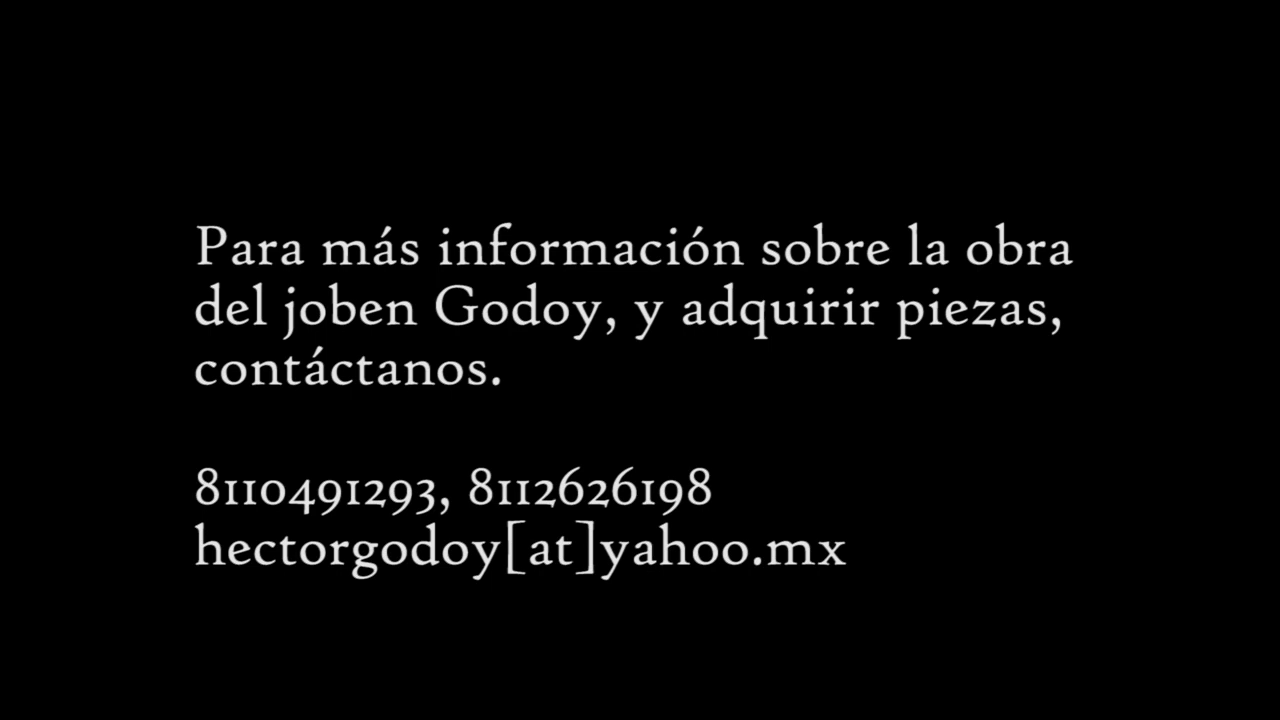 Para más información sobre la obra
del joben Godoy, y adquirir piezas,
contáctanos.
8110491293, 8112626198
hectorgodoy[at]yahoo.mx